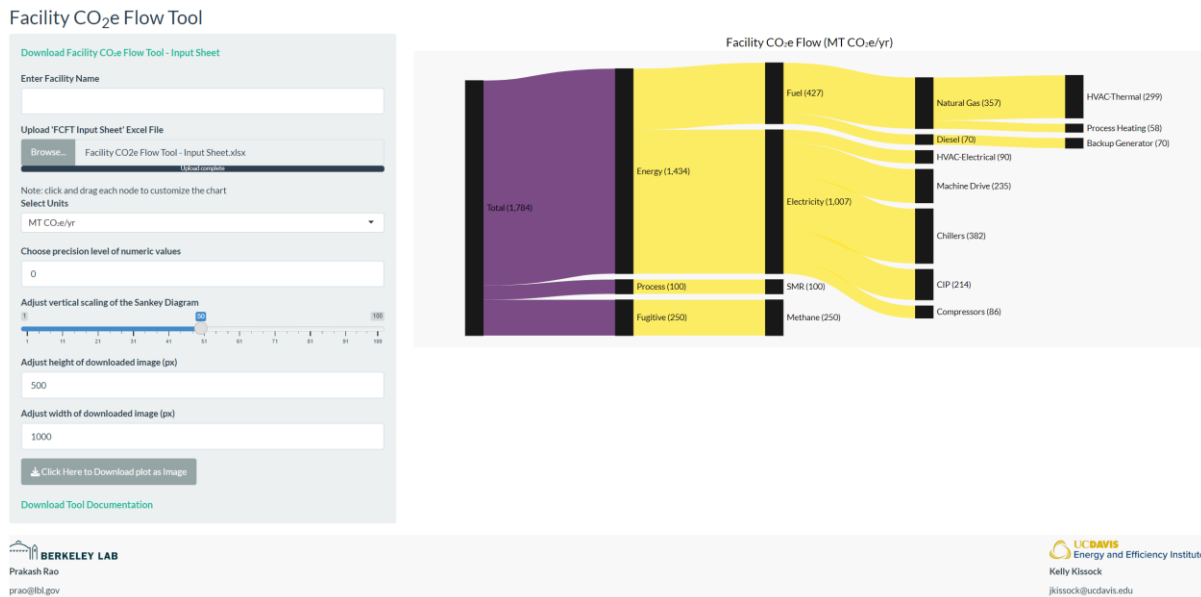 Facility CO₂e Flow Tool
Download Facility CO₂e Flow Tool - Input Sheet
Enter Facility Name
Upload 'FCFT Input Sheet' Excel File
Browse... Facility CO2e Flow Tool - Input Sheet.xlsx
Upload complete
Note: click and drag each node to customize the chart
Select Units
MT CO₂e/yr
Choose precision level of numeric values
0
Adjust vertical scaling of the Sankey Diagram
1 50 100
1 11 21 31 41 51 61 71 81 91 100
Adjust height of downloaded image (px)
500
Adjust width of downloaded image (px)
1000
Click Here to Download plot as Image
Download Tool Documentation
Facility CO₂e Flow (MT CO₂e/yr)
Total (1,784)
Energy (1,434)
Process (100)
Fugitive (250)
Fuel (427)
Electricity (1,007)
SMR (100)
Methane (250)
Natural Gas (357)
Diesel (70)
HVAC-Electrical (90)
Machine Drive (235)
Chillers (382)
CIP (214)
Compressors (86)
HVAC-Thermal (299)
Process Heating (58)
Backup Generator (70)
BERKELEY LAB
Prakash Rao
prao@lbl.gov
UCDAVIS
Energy and Efficiency Institute
Kelly Kissock
jkissock@ucdavis.edu